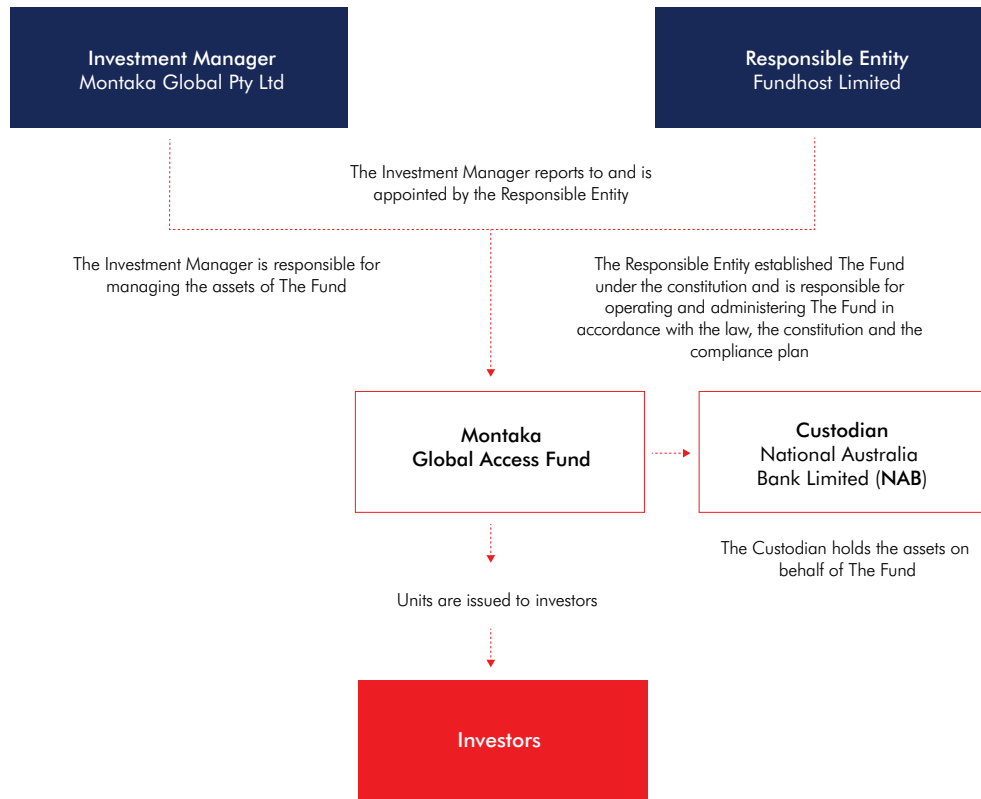 Investment Manager
Montaka Global Pty Ltd
Responsible Entity
Fundhost Limited
The Investment Manager reports to and is
appointed by the Responsible Entity
The Investment Manager is responsible for
managing the assets of The Fund
The Responsible Entity established The Fund
under the constitution and is responsible for
operating and administering The Fund in
accordance with the law, the constitution and the
compliance plan
Montaka
Global Access Fund
Custodian
National Australia
Bank Limited (NAB)
The Custodian holds the assets on
behalf of The Fund
Units are issued to investors
Investors